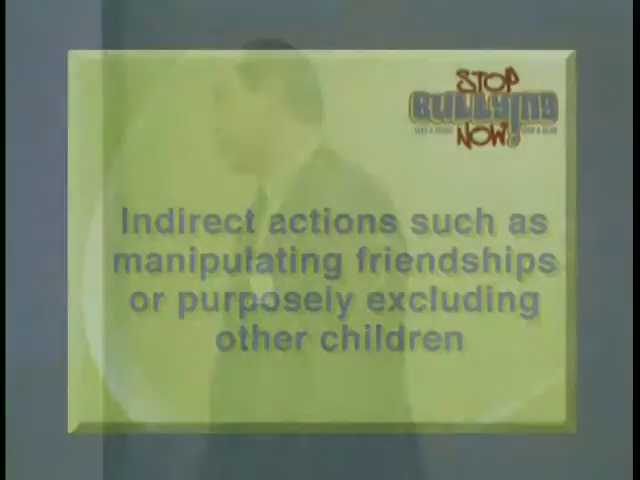 STOP
BULLYING
NOW!
Indirect actions such as
manipulating friendships
or purposely excluding
other children